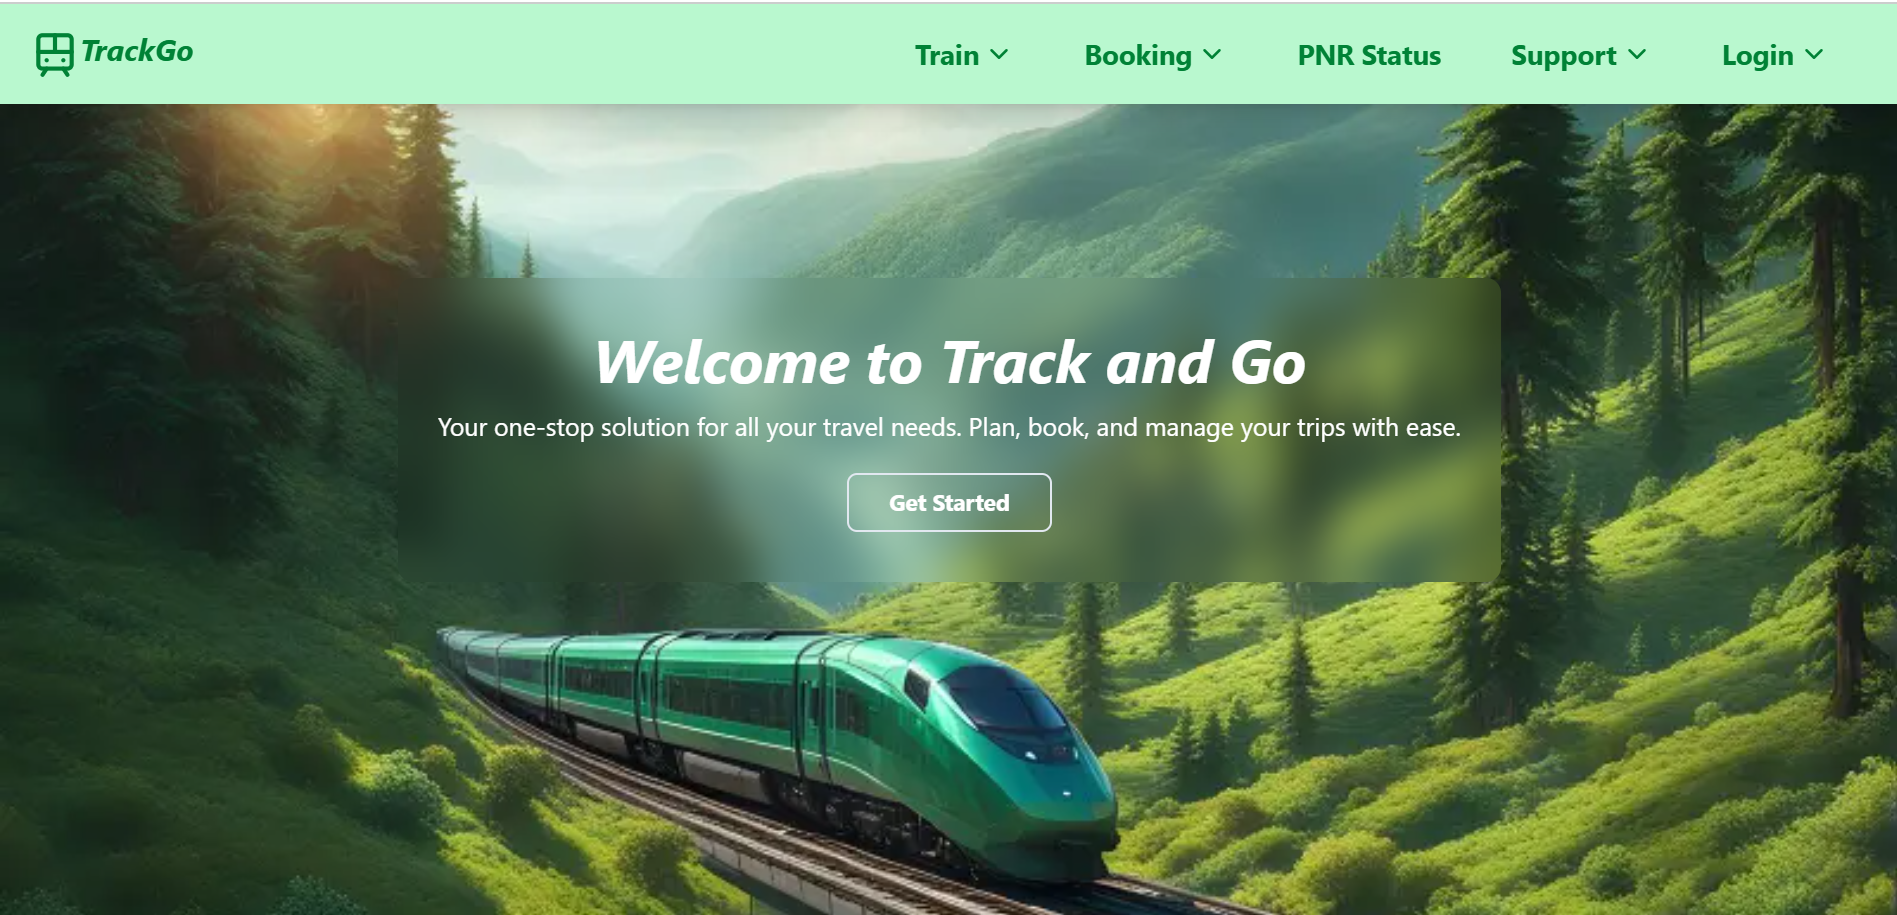 TrackGo
Train
Booking
PNR Status
Support
Login
Welcome to Track and Go
Your one-stop solution for all your travel needs. Plan, book, and manage your trips with ease.
Get Started